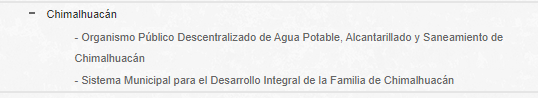 − Chimalhuacán
- Organismo Público Descentralizado de Agua Potable, Alcantarillado y Saneamiento de
Chimalhuacán
- Sistema Municipal para el Desarrollo Integral de la Familia de Chimalhuacán